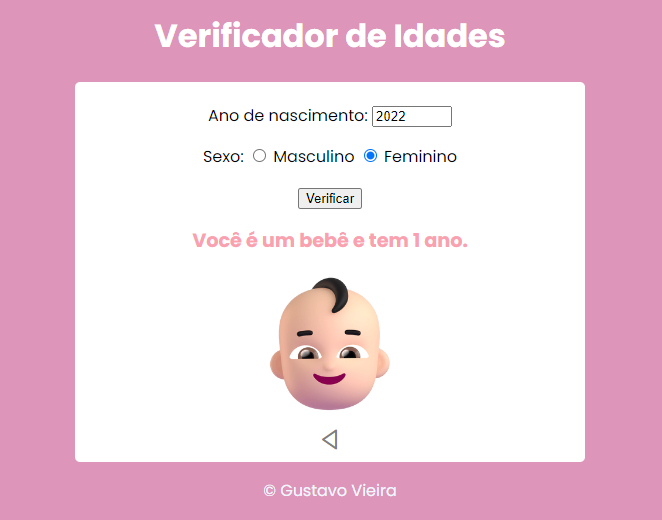 Verificador de Idades
Ano de nascimento: 2022
Sexo: Masculino Feminino
Verificar
Você é um bebê e tem 1 ano.
© Gustavo Vieira